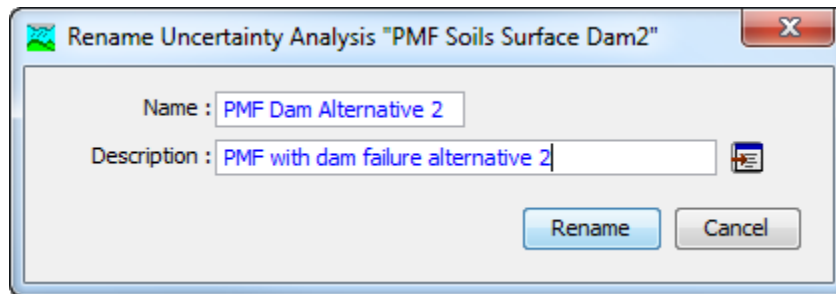 Rename Uncertainty Analysis "PMF Soils Surface Dam2"
Name : PMF Dam Alternative 2
Description : PMF with dam failure alternative 2
Rename Cancel